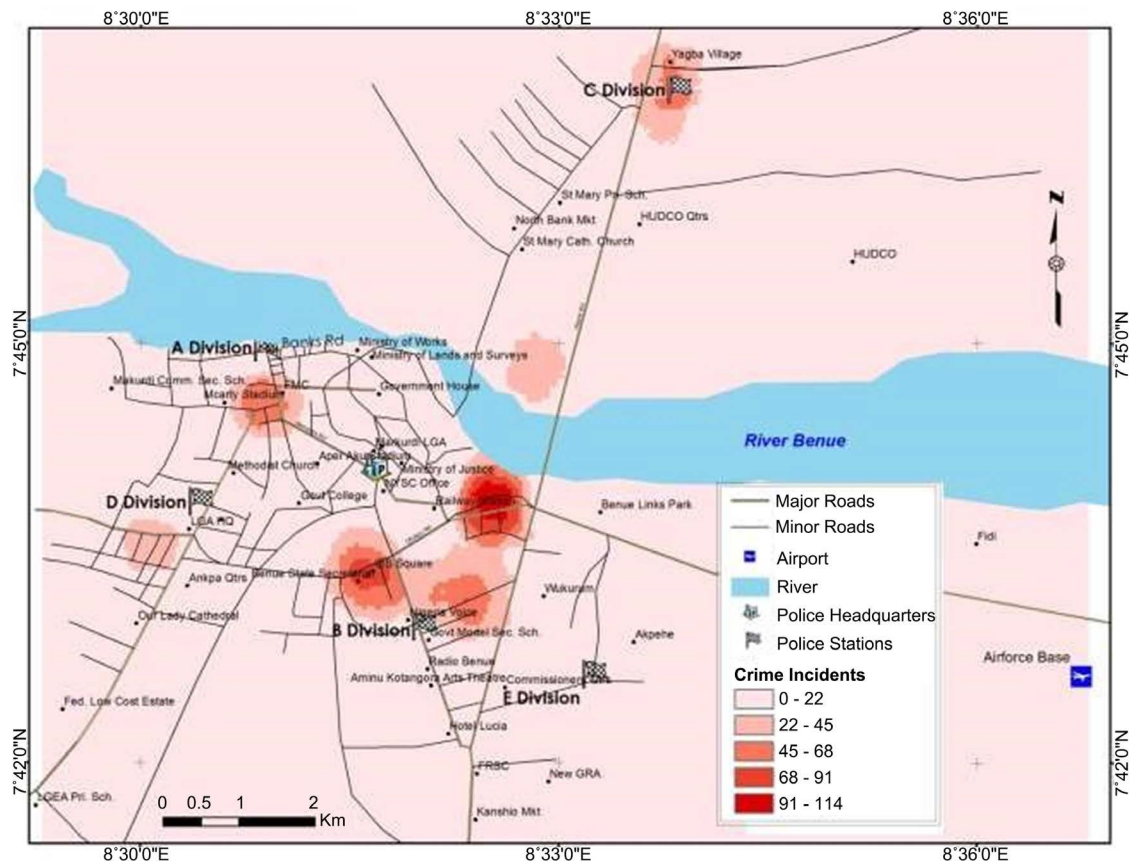 8°30'0"E 8°33'0"E 8°36'0"E
Yagba Village
C Division
St Mary Pri. Sch.
North Bank Mkt
HUDCO Qtrs
St Mary Cath. Church
HUDCO
7°45'0"N 7°45'0"N
A Division
Banks Rd
Ministry of Works
Ministry of Lands and Surveys
Makurdi Comm. Sec. Sch.
FMC
Government House
Mcarty Stadium
River Benue
Makurdi LGA
Methodist Church
Ministry of Justice
NYSC Office
D Division
Govt College
Benue Links Park
LGA HQ
Fidi
Square
Benue State Secretariat
Ankpa Qtrs
Wukurum
Our Lady Cathedral
Nigeria Voice
B Division
Govt Model Sec. Sch.
Akpehe
Radio Benue
Airforce Base
Aminu Kotangora Arts Theatre
E Division
Fed. Low Cost Estate
Hotel Lucia
7°42'0"N 7°42'0"N
FRSC
New GRA
LGEA Pri. Sch.
Kanshio Mkt
Major Roads
Minor Roads
Airport
River
Police Headquarters
Police Stations
Crime Incidents
0 - 22
22 - 45
45 - 68
68 - 91
91 - 114
0 0.5 1 2
Km
8°30'0"E 8°33'0"E 8°36'0"E